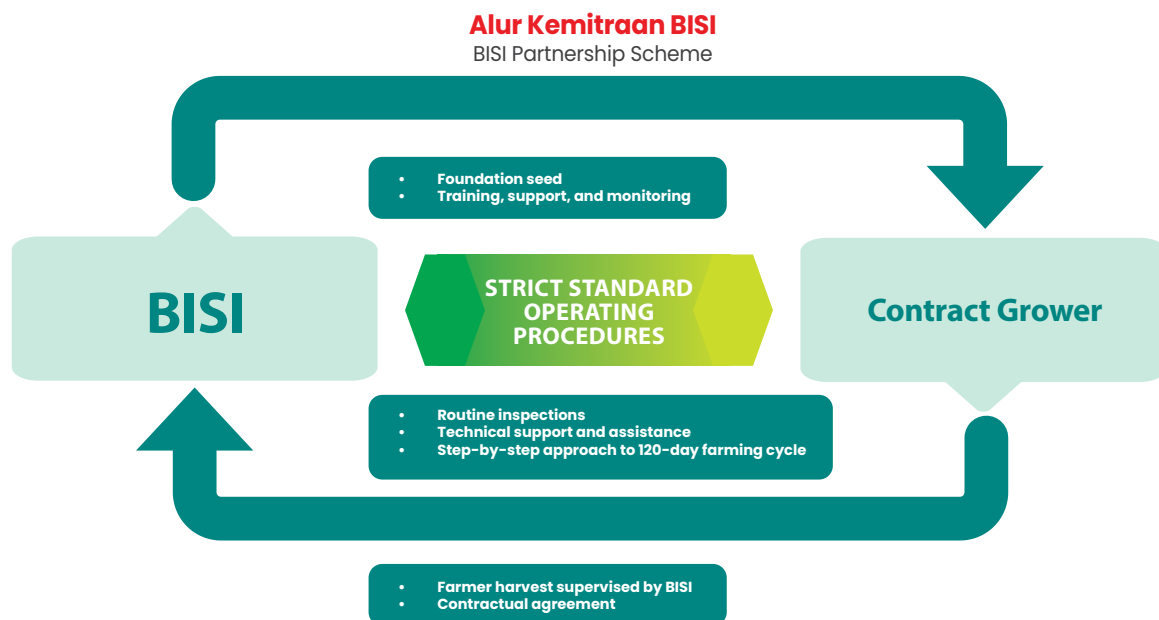 Alur Kemitraan BISI
BISI Partnership Scheme
• Foundation seed
• Training, support, and monitoring
BISI
STRICT STANDARD
OPERATING
PROCEDURES
Contract Grower
• Routine inspections
• Technical support and assistance
• Step-by-step approach to 120-day farming cycle
• Farmer harvest supervised by BISI
• Contractual agreement